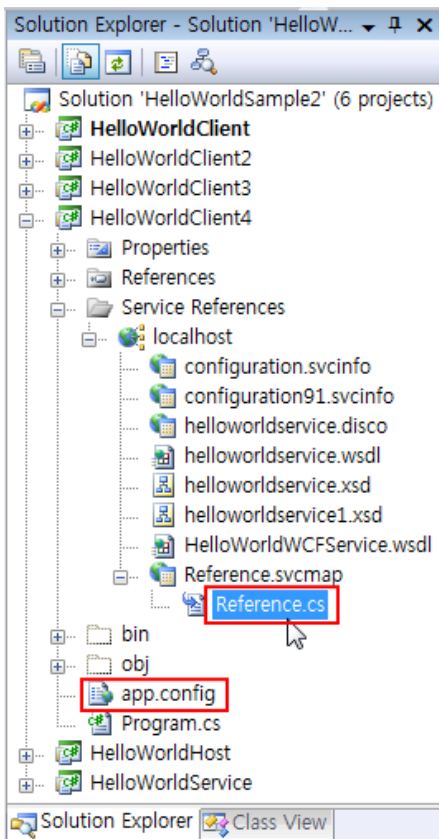 Solution Explorer - Solution 'HelloW...
Solution 'HelloWorldSample2' (6 projects)
HelloWorldClient
HelloWorldClient2
HelloWorldClient3
HelloWorldClient4
Properties
References
Service References
localhost
configuration.svcinfo
configuration91.svcinfo
helloworldservice.disco
helloworldservice.wsdl
helloworldservice.xsd
helloworldservice1.xsd
HelloWorldWCFService.wsdl
Reference.svcmap
Reference.cs
bin
obj
app.config
Program.cs
HelloWorldHost
HelloWorldService
Solution Explorer Class View